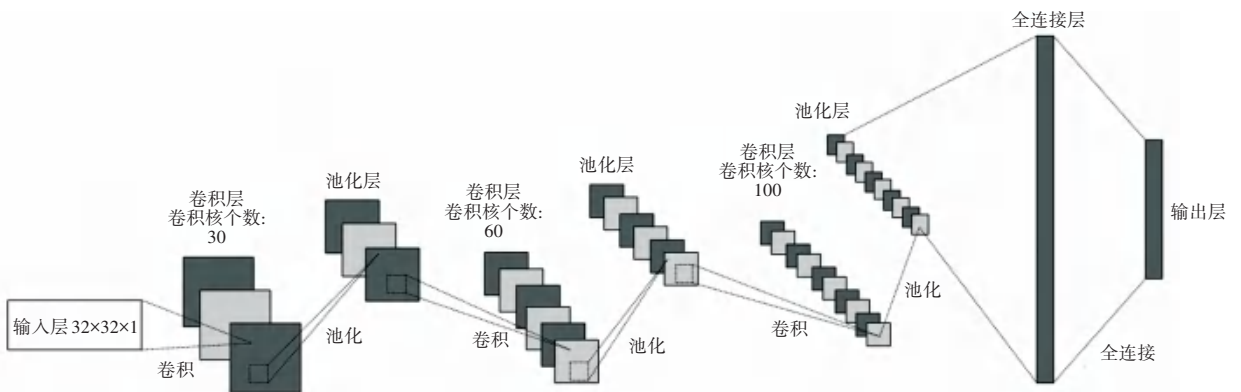 全连接层
池化层
卷积层
卷积核个数:
100
池化层
卷积层
卷积核个数:
60
池化层
卷积层
卷积核个数:
30
输出层
输入层 32×32×1
卷积
池化
卷积
池化
卷积
池化
全连接